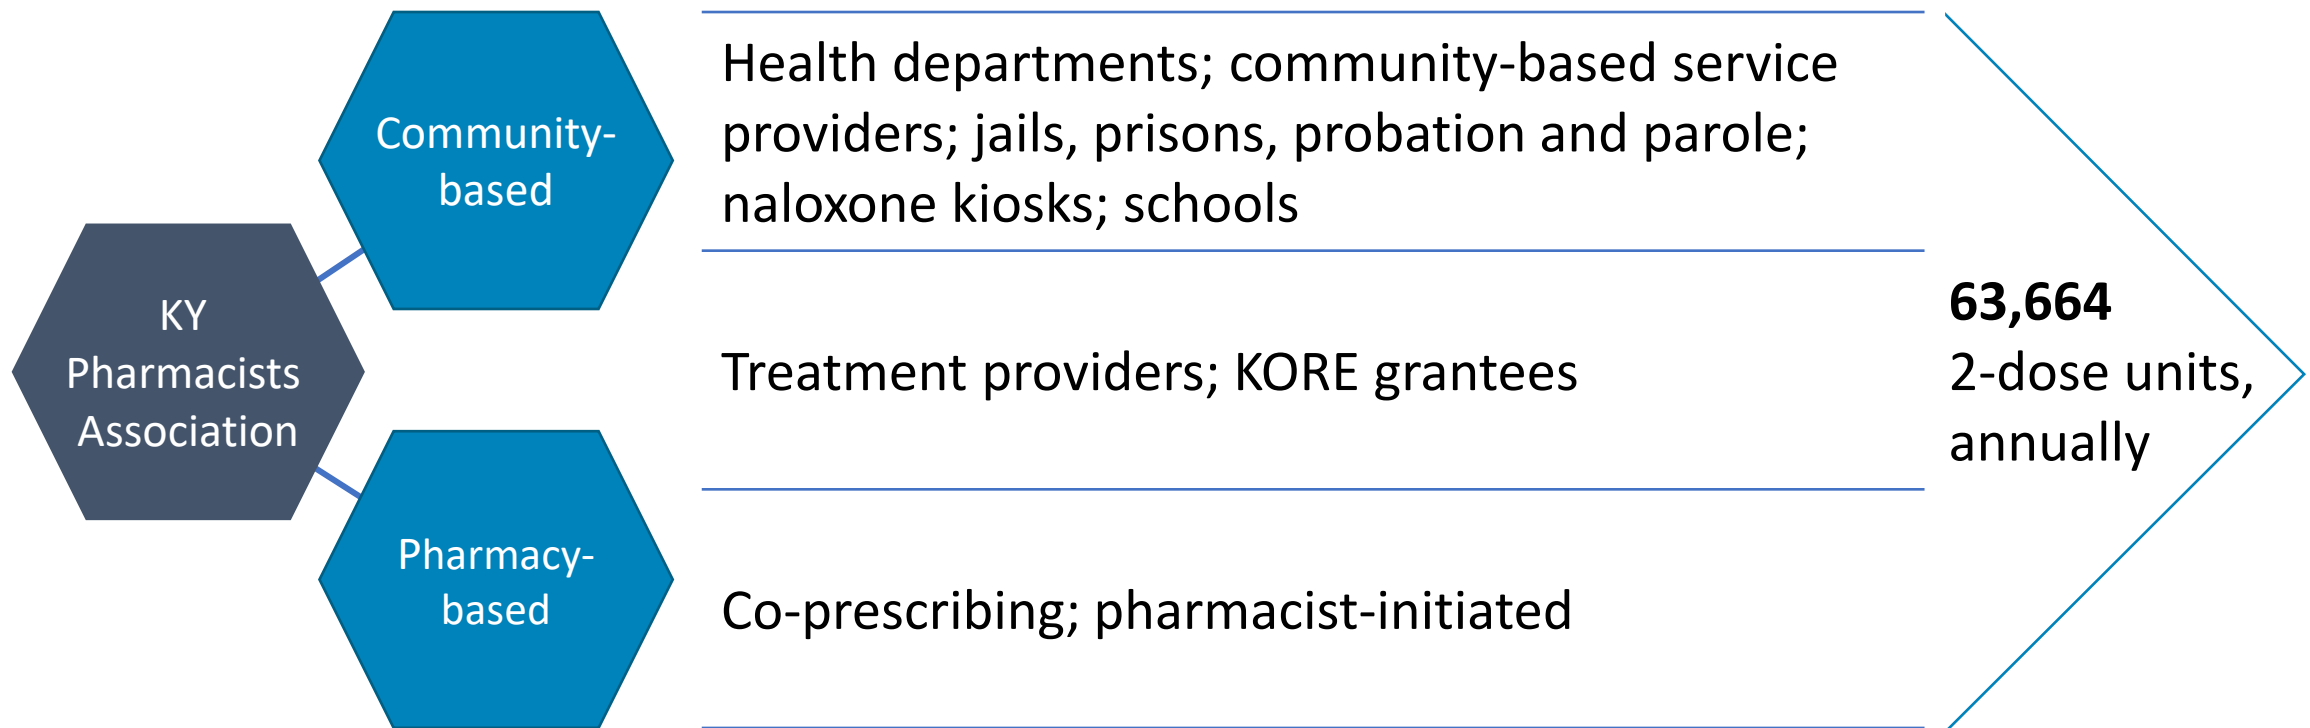 KY
Pharmacists
Association
Community-
based
Pharmacy-
based
Health departments; community-based service
providers; jails, prisons, probation and parole;
naloxone kiosks; schools
Treatment providers; KORE grantees
Co-prescribing; pharmacist-initiated
63,664
2-dose units,
annually